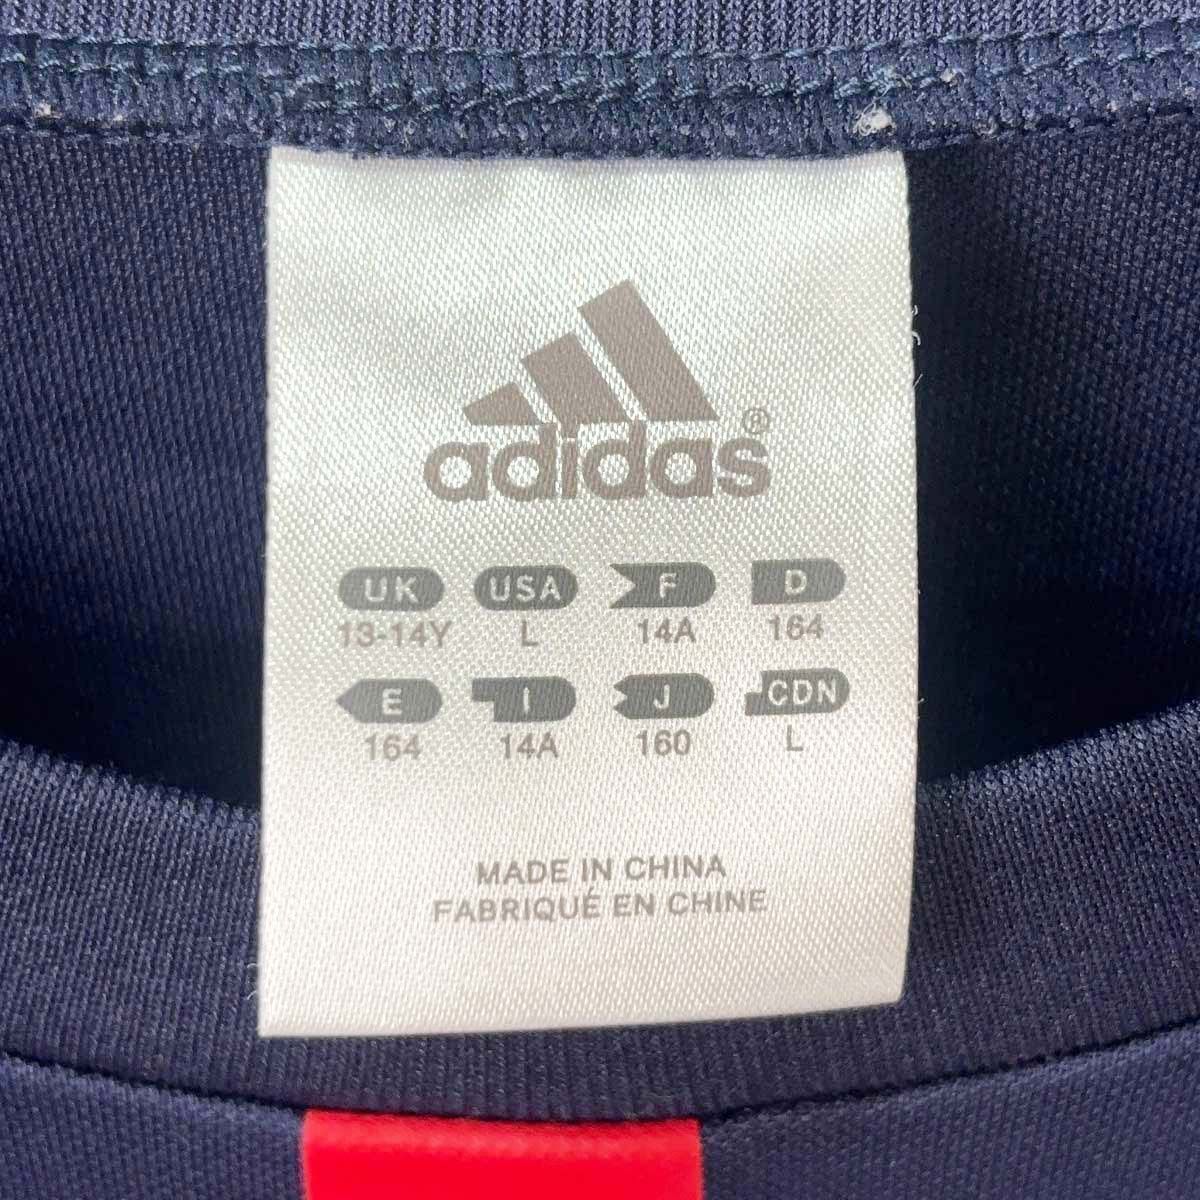 adidas®
UK USA F D
13-14Y L 14A 164
E I J CDN
164 14A 160 L
MADE IN CHINA
FABRIQUÉ EN CHINE